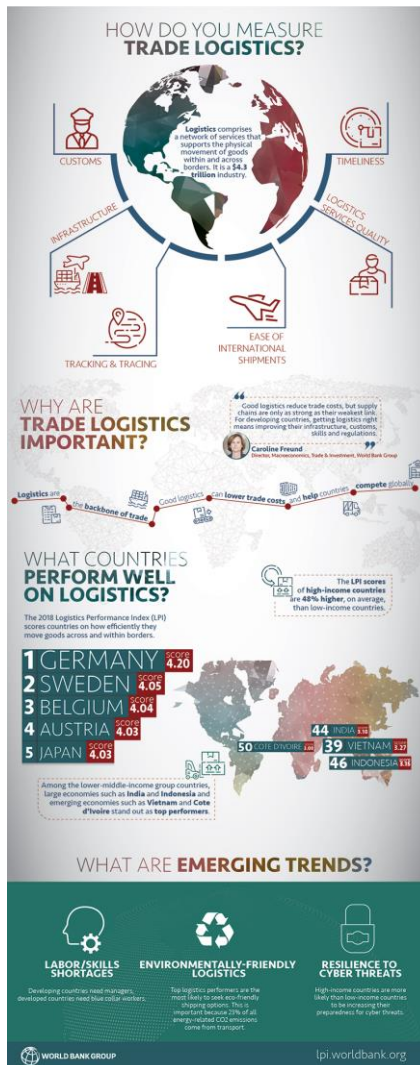 HOW DO YOU MEASURE
TRADE LOGISTICS?
Logistics comprises
a network of services that
supports the physical
movement of goods
within and across
borders. It is a $4.3
trillion industry.
CUSTOMS
TIMELINESS
INFRASTRUCTURE
LOGISTICS
SERVICES QUALITY
TRACKING & TRACING
EASE OF
INTERNATIONAL
SHIPMENTS
WHY ARE
TRADE LOGISTICS
IMPORTANT?
Good logistics reduce trade costs, but supply
chains are only as strong as their weakest link.
For developing countries, getting logistics right
means improving their infrastructure, customs,
skills and regulations.
Caroline Freund
Director, Macroeconomics, Trade & Investment, World Bank Group
Logistics are the backbone of trade Good logistics can lower trade costs and help countries compete globally
WHAT COUNTRIES
PERFORM WELL
ON LOGISTICS?
The LPI scores
of high-income countries
are 48% higher, on average,
than low-income countries.
The 2018 Logistics Performance Index (LPI)
scores countries on how efficiently they
move goods across and within borders.
1 GERMANY score 4.20
2 SWEDEN score 4.05
3 BELGIUM score 4.04
4 AUSTRIA score 4.03
5 JAPAN score 4.03
44 INDIA
50 COTE D'IVOIRE
39 VIETNAM 3.27
46 INDONESIA
Among the lower-middle-income group countries,
large economies such as India and Indonesia and
emerging economies such as Vietnam and Cote
d'Ivoire stand out as top performers.
WHAT ARE EMERGING TRENDS?
LABOR/SKILLS
SHORTAGES
Developing countries need managers,
developed countries need blue collar workers.
ENVIRONMENTALLY-FRIENDLY
LOGISTICS
Top logistics performers are the
most likely to seek eco-friendly
shipping options. This is
important because 23% of all
energy-related CO2 emissions
come from transport.
RESILIENCE TO
CYBER THREATS
High-income countries are more
likely than low-income countries
to be increasing their
preparedness for cyber threats.
WORLD BANK GROUP
lpi.worldbank.org